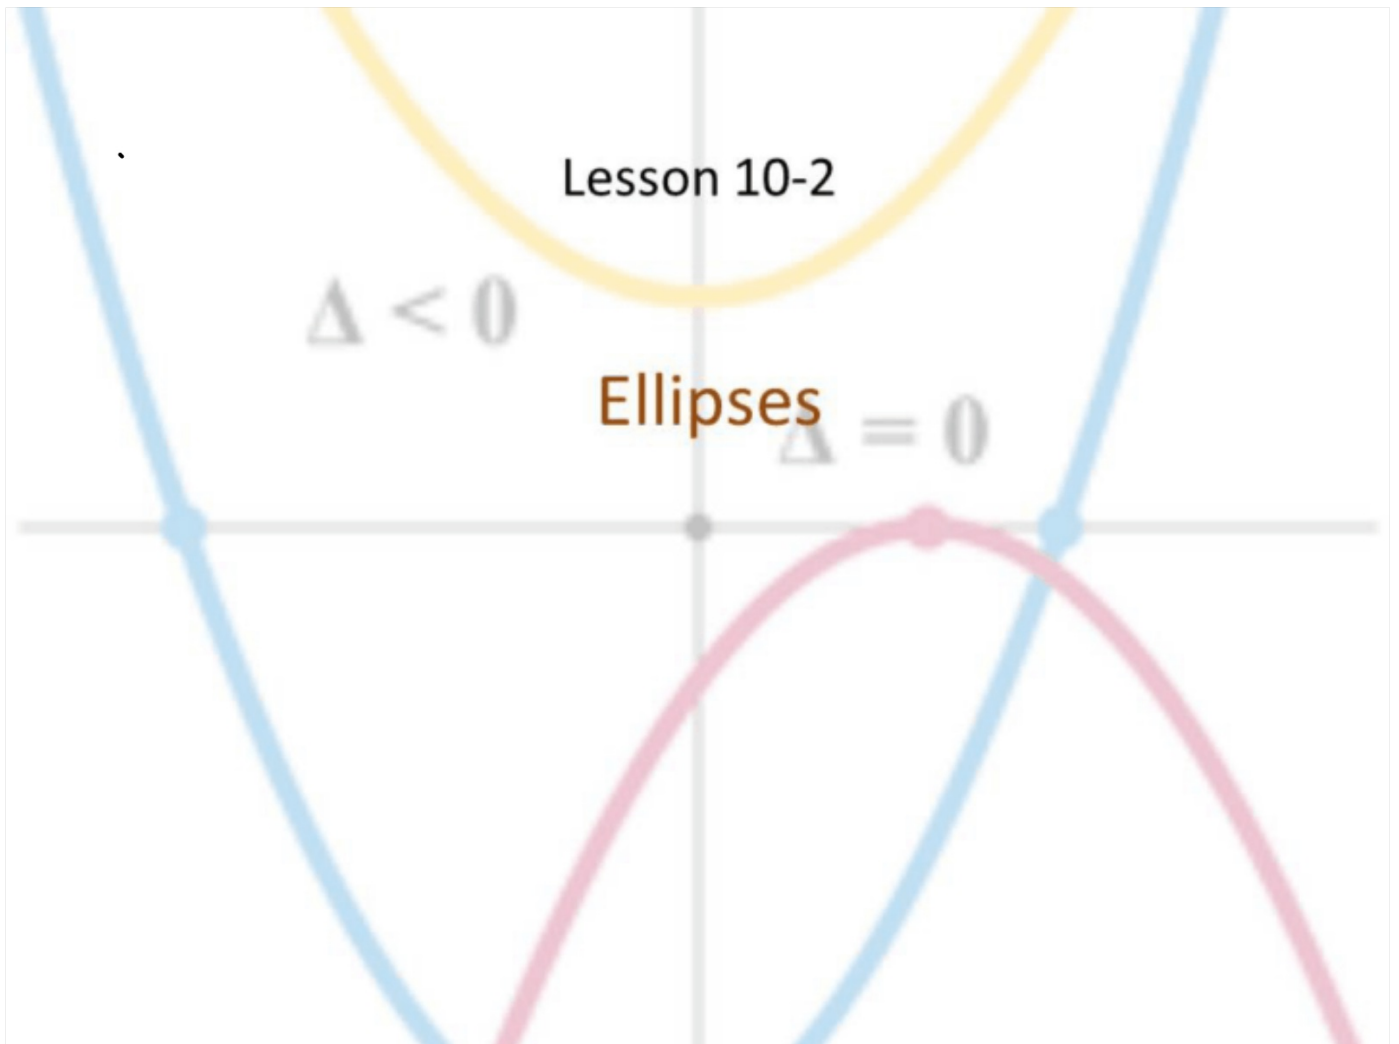 Lesson 10-2
Δ < 0
Ellipses
Δ = 0